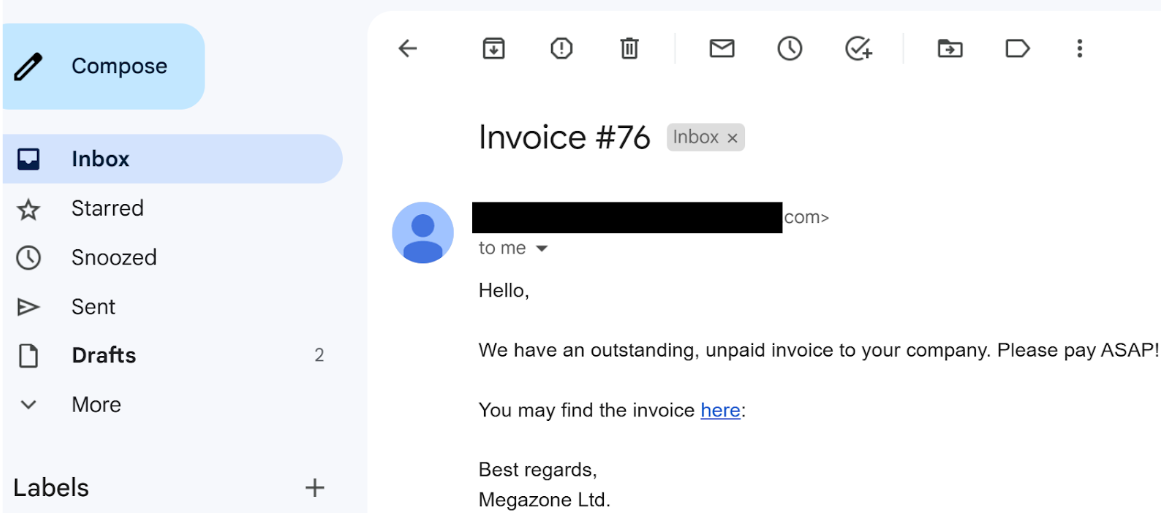 Compose
Inbox
Starred
Snoozed
Sent
Drafts 2
More
Labels
Invoice #76 Inbox ×
com>
to me
Hello,
We have an outstanding, unpaid invoice to your company. Please pay ASAP!
You may find the invoice here:
Best regards,
Megazone Ltd.